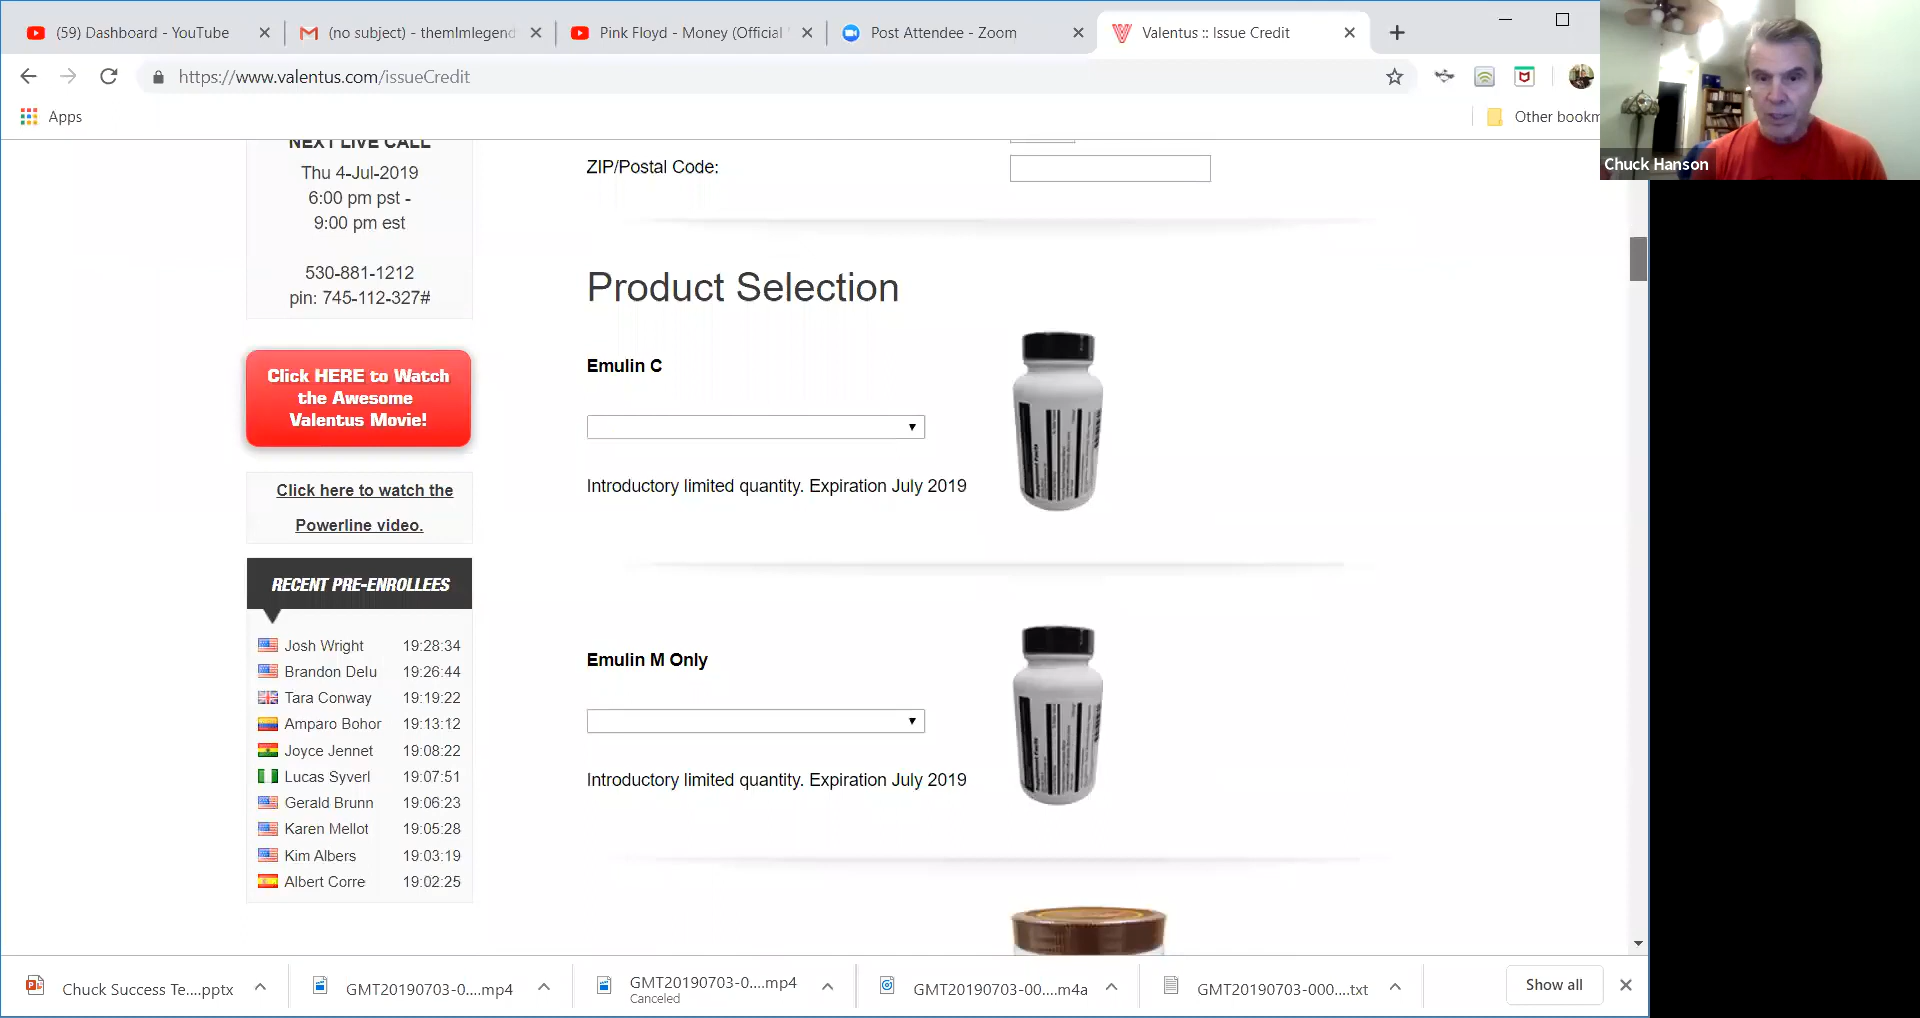 (59) Dashboard - YouTube
(no subject) - themlmlegend
Pink Floyd - Money (Official
Post Attendee - Zoom
Valentus :: Issue Credit
https://www.valentus.com/issueCredit
Apps
Other bookm
Chuck Hanson
NEXT LIVE CALL
Thu 4-Jul-2019
6:00 pm pst -
9:00 pm est
530-881-1212
pin: 745-112-327#
Click HERE to Watch
the Awesome
Valentus Movie!
Click here to watch the
Powerline video.
RECENT PRE-ENROLLEES
Josh Wright 19:28:34
Brandon Delu 19:26:44
Tara Conway 19:19:22
Amparo Bohor 19:13:12
Joyce Jennet 19:08:22
Lucas Syverl 19:07:51
Gerald Brunn 19:06:23
Karen Mellot 19:05:28
Kim Albers 19:03:19
Albert Corre 19:02:25
ZIP/Postal Code:
Product Selection
Emulin C
Introductory limited quantity. Expiration July 2019
Emulin M Only
Introductory limited quantity. Expiration July 2019
Chuck Success Te....pptx
GMT20190703-0....mp4
GMT20190703-0....mp4
Canceled
GMT20190703-00....m4a
GMT20190703-000....txt
Show all